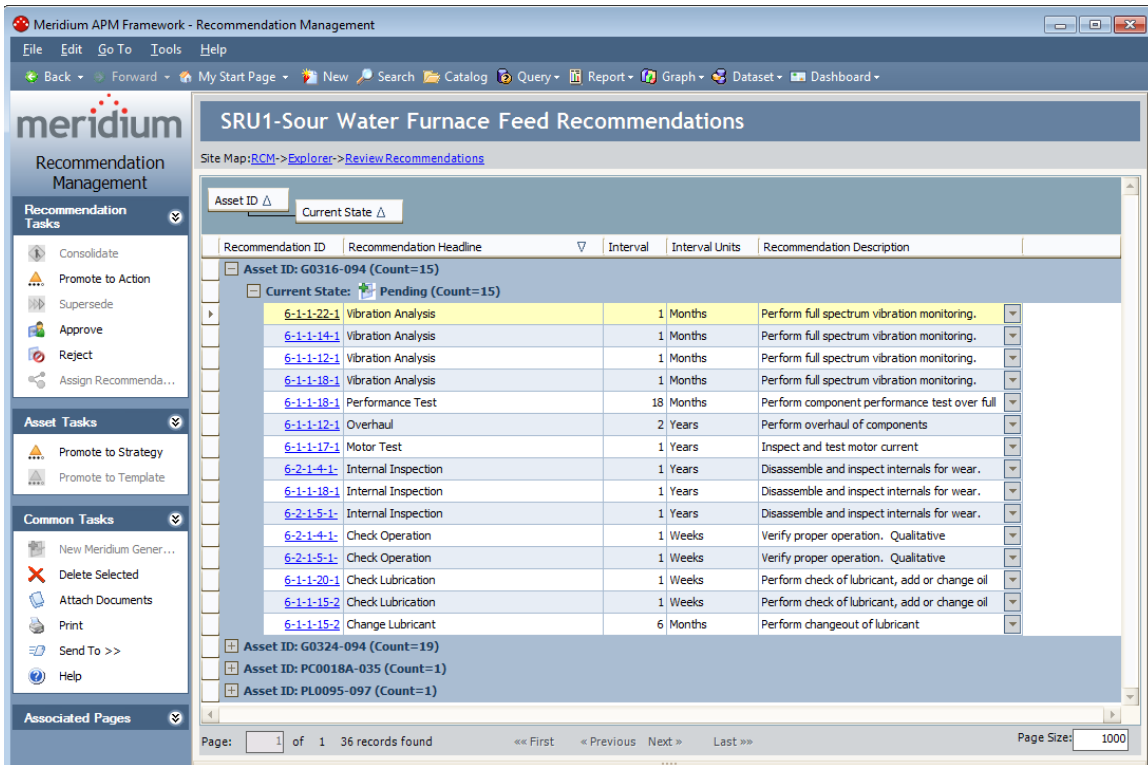 Meridium APM Framework - Recommendation Management
File Edit Go To Tools Help
Back Forward My Start Page New Search Catalog Query Report Graph Dataset Dashboard
meridium
Recommendation
Management
Recommendation
Tasks
Consolidate
Promote to Action
Supersede
Approve
Reject
Assign Recommenda...
Asset Tasks
Promote to Strategy
Promote to Template
Common Tasks
New Meridium Gener...
Delete Selected
Attach Documents
Print
Send To >>
Help
Associated Pages
SRU1-Sour Water Furnace Feed Recommendations
Site Map:RCM->Explorer->Review Recommendations
Asset ID
Current State
Recommendation ID Recommendation Headline Interval Interval Units Recommendation Description
Asset ID: G0316-094 (Count=15)
Current State: Pending (Count=15)
6-1-1-22-1 Vibration Analysis 1 Months Perform full spectrum vibration monitoring.
6-1-1-14-1 Vibration Analysis 1 Months Perform full spectrum vibration monitoring.
6-1-1-12-1 Vibration Analysis 1 Months Perform full spectrum vibration monitoring.
6-1-1-18-1 Vibration Analysis 1 Months Perform full spectrum vibration monitoring.
6-1-1-18-1 Performance Test 18 Months Perform component performance test over full
6-1-1-12-1 Overhaul 2 Years Perform overhaul of components
6-1-1-17-1 Motor Test 1 Years Inspect and test motor current
6-2-1-4-1- Internal Inspection 1 Years Disassemble and inspect internals for wear.
6-1-1-18-1 Internal Inspection 1 Years Disassemble and inspect internals for wear.
6-2-1-5-1- Internal Inspection 1 Years Disassemble and inspect internals for wear.
6-2-1-4-1- Check Operation 1 Weeks Verify proper operation. Qualitative
6-2-1-5-1- Check Operation 1 Weeks Verify proper operation. Qualitative
6-1-1-20-1 Check Lubrication 1 Weeks Perform check of lubricant, add or change oil
6-1-1-15-2 Check Lubrication 1 Weeks Perform check of lubricant, add or change oil
6-1-1-15-2 Change Lubricant 6 Months Perform changeout of lubricant
Asset ID: G0324-094 (Count=19)
Asset ID: PC0018A-035 (Count=1)
Asset ID: PL0095-097 (Count=1)
Page: 1 of 1 36 records found «« First « Previous Next » Last »» Page Size: 1000